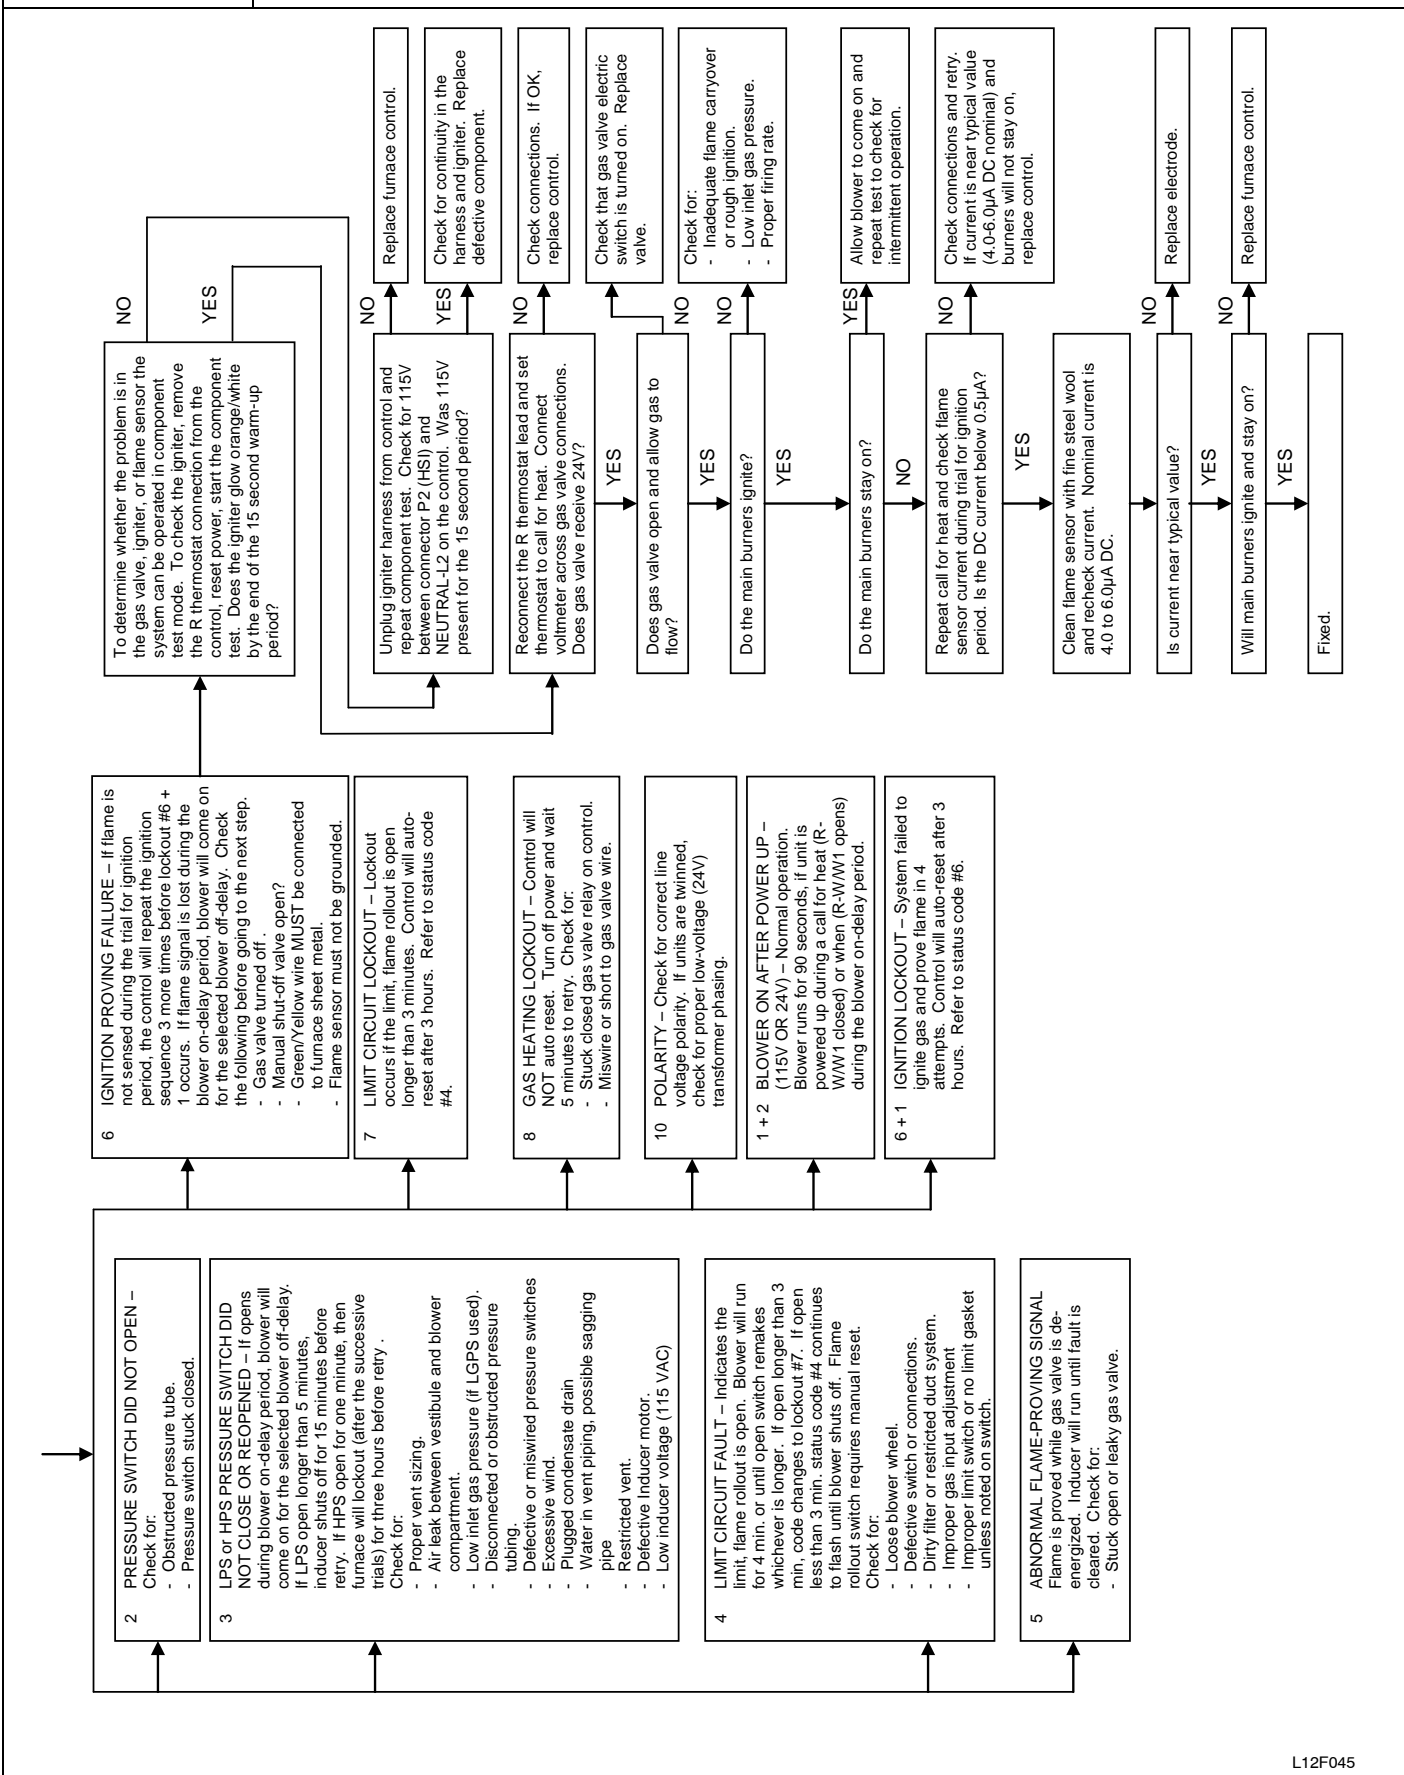 2 PRESSURE SWITCH DID NOT OPEN –
Check for:
- Obstructed pressure tube.
- Pressure switch stuck closed.
3 LPS or HPS PRESSURE SWITCH DID
NOT CLOSE OR REOPENED – If opens
during blower on-delay period, blower will
come on for the selected blower off-delay.
If LPS open longer than 5 minutes,
inducer shuts off for 15 minutes before
retry. If HPS open for one minute, then
furnace will lockout (after the successive
trials) for three hours before retry .
Check for:
- Proper vent sizing.
- Air leak between vestibule and blower
compartment.
- Low inlet gas pressure (if LGPS used).
- Disconnected or obstructed pressure
tubing.
- Defective or miswired pressure switches
- Excessive wind.
- Plugged condensate drain
- Water in vent piping, possible sagging
pipe
- Restricted vent.
- Defective Inducer motor.
- Low inducer voltage (115 VAC)
4 LIMIT CIRCUIT FAULT – Indicates the
limit, flame rollout is open. Blower will run
for 4 min. or until open switch remakes
whichever is longer. If open longer than 3
min, code changes to lockout #7. If open
less than 3 min. status code #4 continues
to flash until blower shuts off. Flame
rollout switch requires manual reset.
Check for:
- Loose blower wheel.
- Defective switch or connections.
- Dirty filter or restricted duct system.
- Improper gas input adjustment
- Improper limit switch or no limit gasket
unless noted on switch.
5 ABNORMAL FLAME-PROVING SIGNAL
Flame is proved while gas valve is de-
energized. Inducer will run until fault is
cleared. Check for:
- Stuck open or leaky gas valve.
6 IGNITION PROVING FAILURE – If flame is
not sensed during the trial for ignition
period, the control will repeat the ignition
sequence 3 more times before lockout #6 +
1 occurs. If flame signal is lost during the
blower on-delay period, blower will come on
for the selected blower off-delay. Check
the following before going to the next step.
- Gas valve turned off .
- Manual shut-off valve open?
- Green/Yellow wire MUST be connected
to furnace sheet metal.
- Flame sensor must not be grounded.
7 LIMIT CIRCUIT LOCKOUT – Lockout
occurs if the limit, flame rollout is open
longer than 3 minutes. Control will auto-
reset after 3 hours. Refer to status code
#4.
8 GAS HEATING LOCKOUT – Control will
NOT auto reset. Turn off power and wait
5 minutes to retry. Check for:
- Stuck closed gas valve relay on control.
- Miswire or short to gas valve wire.
10 POLARITY – Check for correct line
voltage polarity. If units are twinned,
check for proper low-voltage (24V)
transformer phasing.
1 + 2 BLOWER ON AFTER POWER UP –
(115V OR 24V) – Normal operation.
Blower runs for 90 seconds, if unit is
powered up during a call for heat (R-
W/W1 closed) or when (R-W/W1 opens)
during the blower on-delay period.
6 + 1 IGNITION LOCKOUT – System failed to
ignite gas and prove flame in 4
attempts. Control will auto-reset after 3
hours. Refer to status code #6.
To determine whether the problem is in
the gas valve, igniter, or flame sensor the
system can be operated in component
test mode. To check the igniter, remove
the R thermostat connection from the
control, reset power, start the component
test. Does the igniter glow orange/white
by the end of the 15 second warm-up
period?
NO
YES
Unplug igniter harness from control and
repeat component test. Check for 115V
between connector P2 (HSI) and
NEUTRAL-L2 on the control. Was 115V
present for the 15 second period?
NO
Replace furnace control.
YES
Check for continuity in the
harness and igniter. Replace
defective component.
Reconnect the R thermostat lead and set
thermostat to call for heat. Connect
voltmeter across gas valve connections.
Does gas valve receive 24V?
NO
Check connections. If OK,
replace control.
YES
Does gas valve open and allow gas to
flow?
NO
Check that gas valve electric
switch is turned on. Replace
valve.
YES
Do the main burners ignite?
NO
Check for:
- Inadequate flame carryover
or rough ignition.
- Low inlet gas pressure.
- Proper firing rate.
YES
Do the main burners stay on?
YES
Allow blower to come on and
repeat test to check for
intermittent operation.
NO
Repeat call for heat and check flame
sensor current during trial for ignition
period. Is the DC current below 0.5µA?
NO
Check connections and retry.
If current is near typical value
(4.0-6.0µA DC nominal) and
burners will not stay on,
replace control.
YES
Clean flame sensor with fine steel wool
and recheck current. Nominal current is
4.0 to 6.0µA DC.
Is current near typical value?
NO
Replace electrode.
YES
Will main burners ignite and stay on?
NO
Replace furnace control.
YES
Fixed.
L12F045